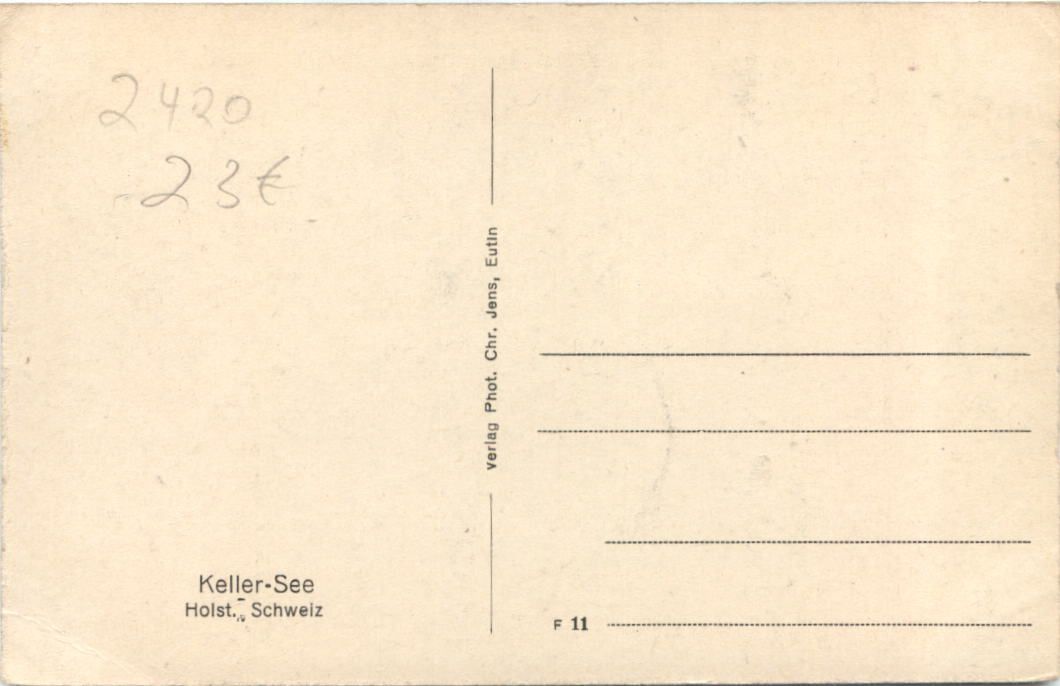 2420
23€
Verlag Phot. Chr. Jens, Eutin
Keller-See
Holst. Schweiz
F 11